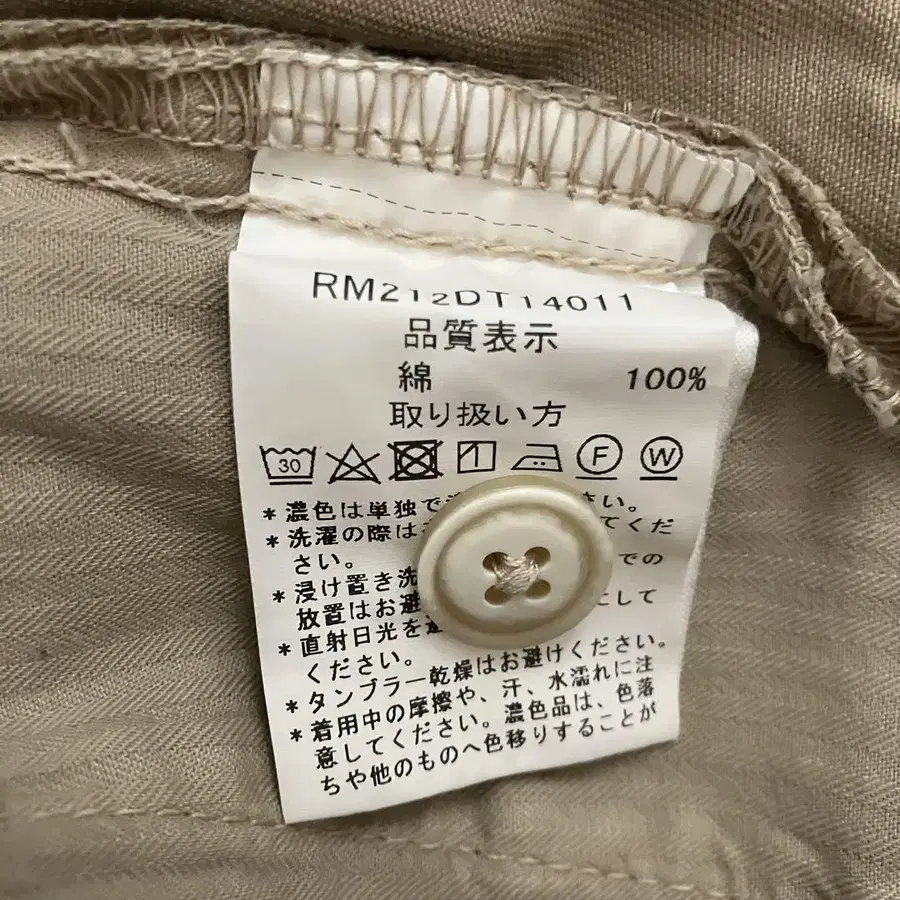 RM212DT14011
品質表示
綿 100%
取り扱い方
30 F W
*濃色は単独で さい。
*洗濯の際は てくだ
さい。
*浸け置き洗 での
放置はお避 にして
*直射日光を
ください。
*タンブラー乾燥はお避けください。
*着用中の摩擦や、汗、水濡れに注
意してください。濃色品は、色落
ちや他のものへ色移りすることが